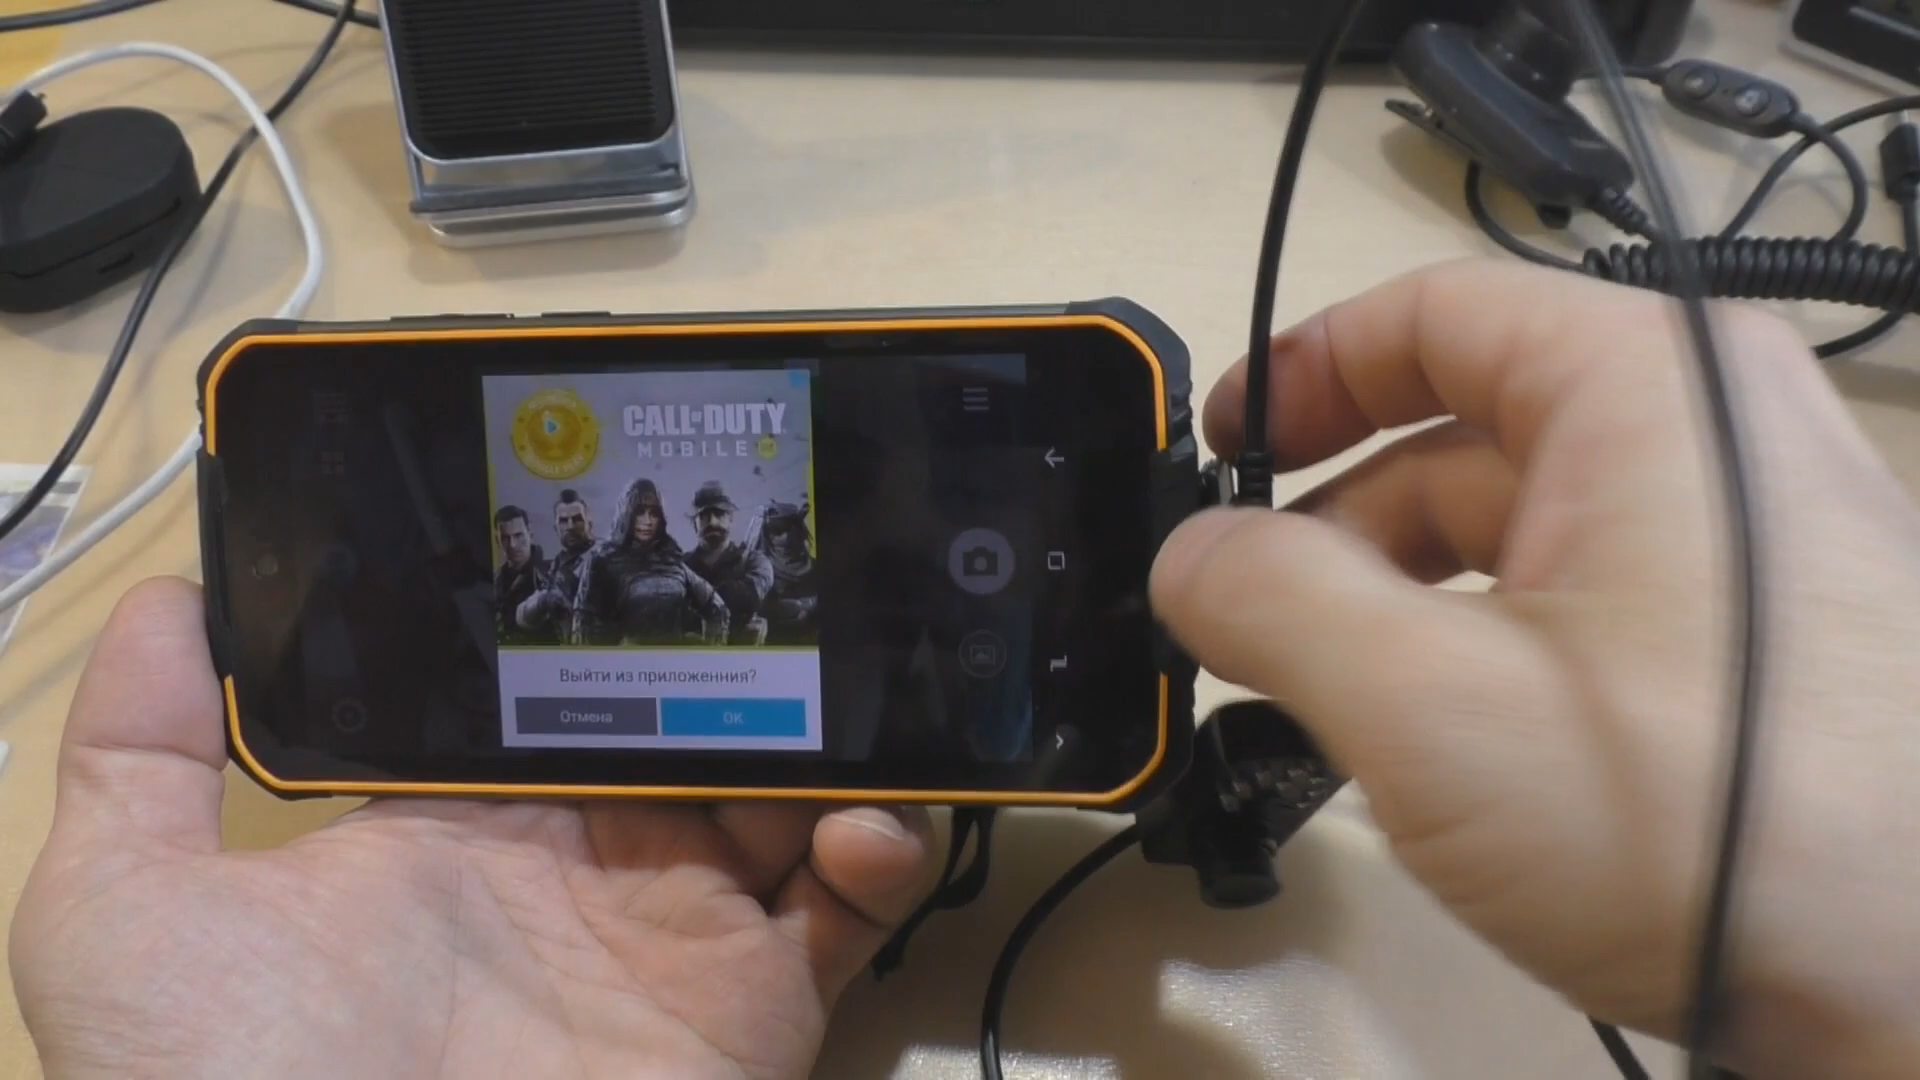 CALL OF DUTY
MOBILE
Выйти из приложенния?
Отмена
OK